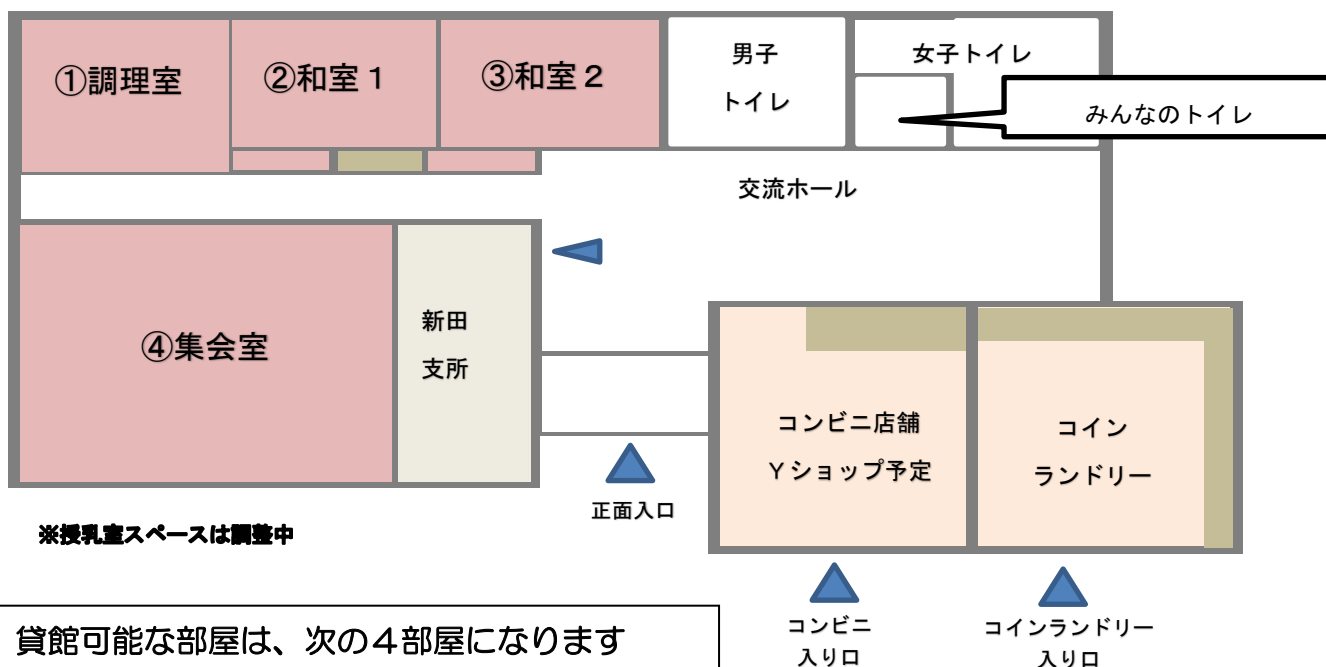 ①調理室
②和室１
③和室２
男子
トイレ
女子トイレ
みんなのトイレ
交流ホール
④集会室
新田
支所
コンビニ店舗
Ｙショップ予定
コイン
ランドリー
正面入口
※授乳室スペースは調整中
コンビニ
入り口
コインランドリー
入り口
貸館可能な部屋は、次の４部屋になります